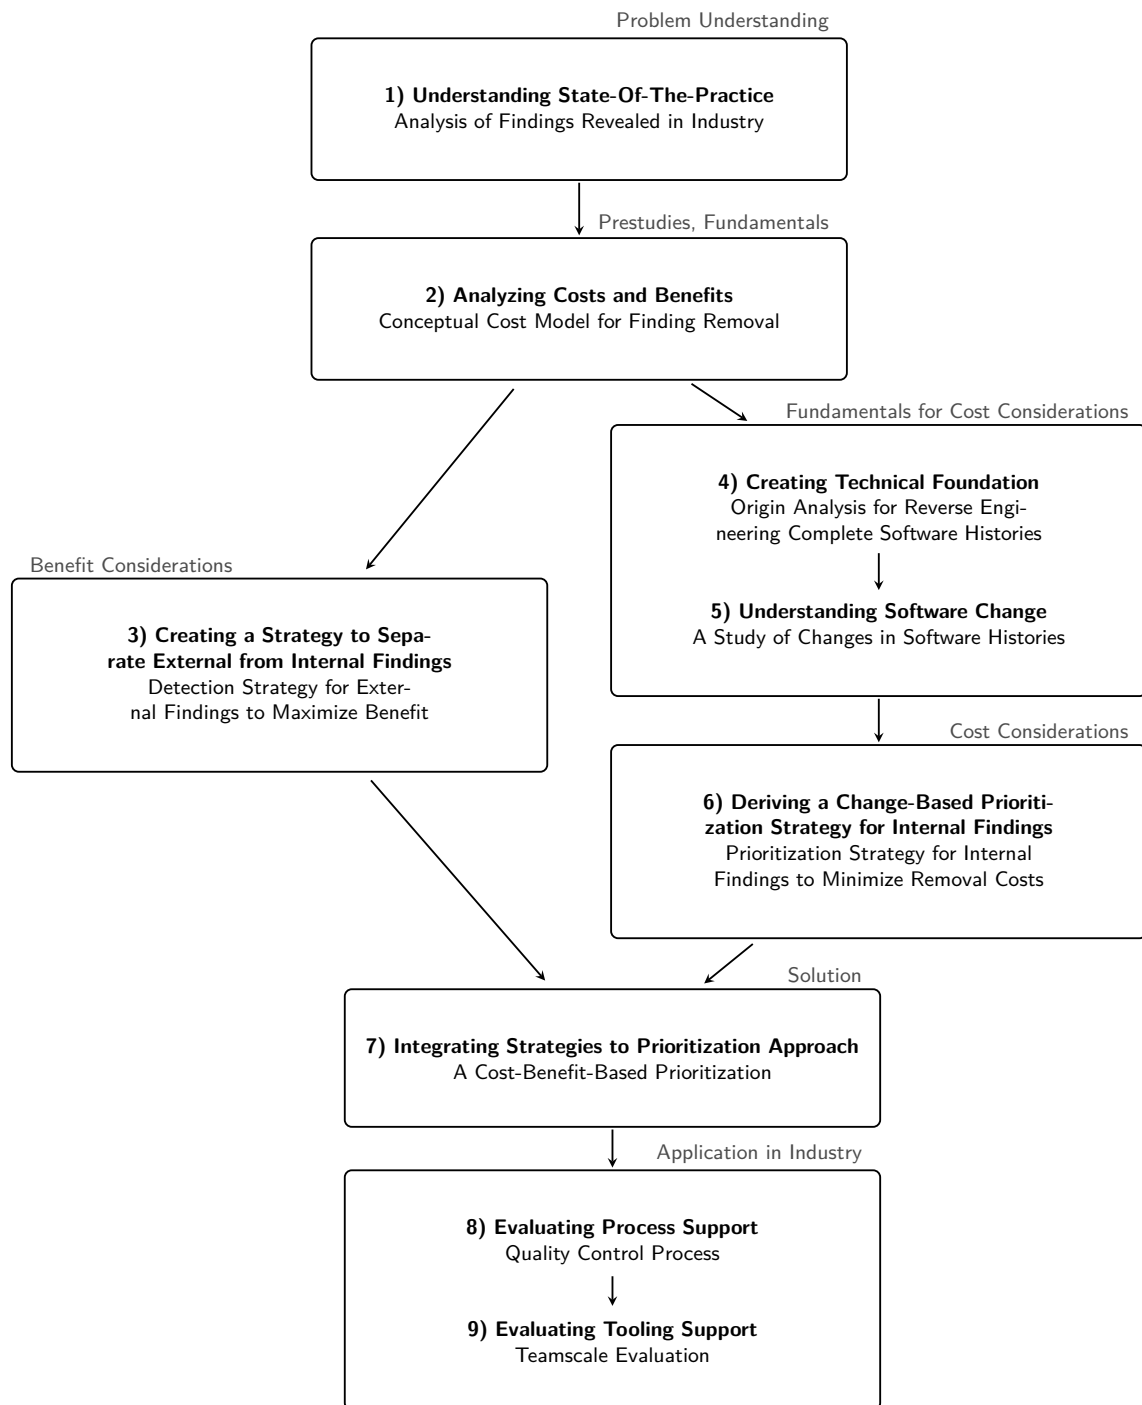 Problem Understanding
1) Understanding State-Of-The-Practice
Analysis of Findings Revealed in Industry
Prestudies, Fundamentals
2) Analyzing Costs and Benefits
Conceptual Cost Model for Finding Removal
Fundamentals for Cost Considerations
4) Creating Technical Foundation
Origin Analysis for Reverse Engi-
neering Complete Software Histories
5) Understanding Software Change
A Study of Changes in Software Histories
Benefit Considerations
3) Creating a Strategy to Sepa-
rate External from Internal Findings
Detection Strategy for Exter-
nal Findings to Maximize Benefit
Cost Considerations
6) Deriving a Change-Based Prioriti-
zation Strategy for Internal Findings
Prioritization Strategy for Internal
Findings to Minimize Removal Costs
Solution
7) Integrating Strategies to Prioritization Approach
A Cost-Benefit-Based Prioritization
Application in Industry
8) Evaluating Process Support
Quality Control Process
9) Evaluating Tooling Support
Teamscale Evaluation